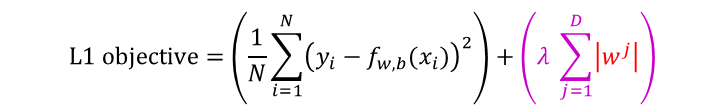 L1 objective = (1/N ∑_{i=1}^{N} (y_i − f_{w,b}(x_i))^2) + (λ ∑_{j=1}^{D} |w^j|)